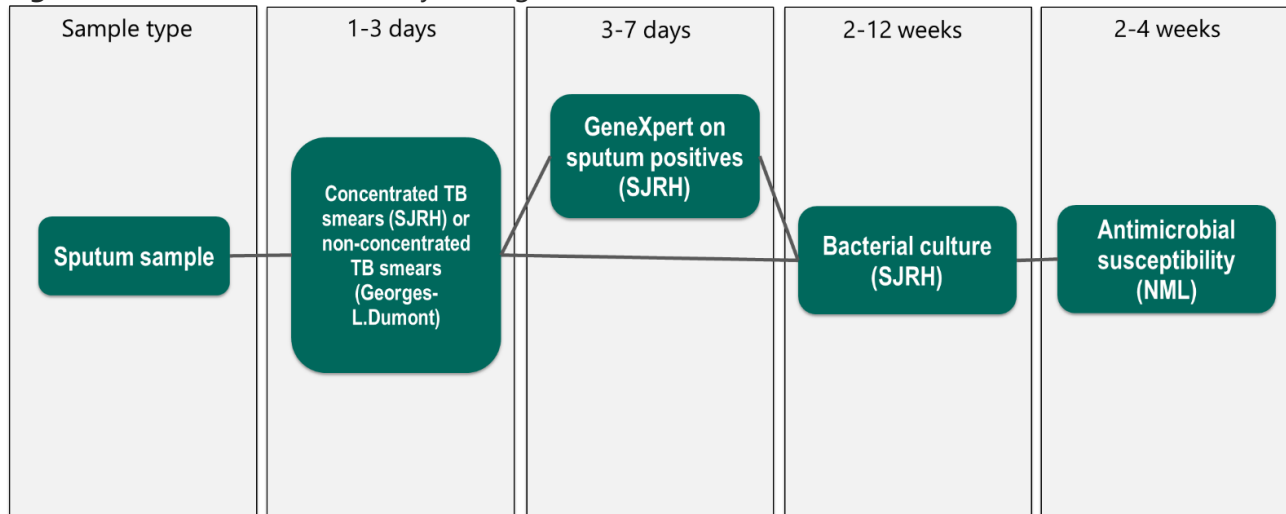 Sample type
1-3 days
3-7 days
2-12 weeks
2-4 weeks
Sputum sample
Concentrated TB
smears (SJRH) or
non-concentrated
TB smears
(Georges-
L.Dumont)
GeneXpert on
sputum positives
(SJRH)
Bacterial culture
(SJRH)
Antimicrobial
susceptibility
(NML)